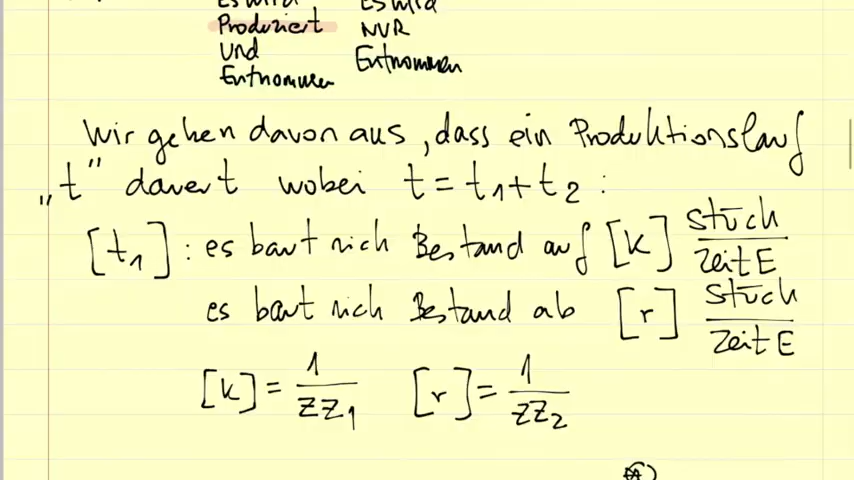 Es wird Es wird
Produziert NUR
Und Entnommen
Entnommen
Wir gehen davon aus, dass ein Produktionslauf
„t" dauert wobei t = t₁ + t₂ :
[t₁] : es baut sich Bestand auf [k] Stück/Zeit E
es baut sich Bestand ab [r] Stück/Zeit E
[k] = 1/ZZ₁ [r] = 1/ZZ₂